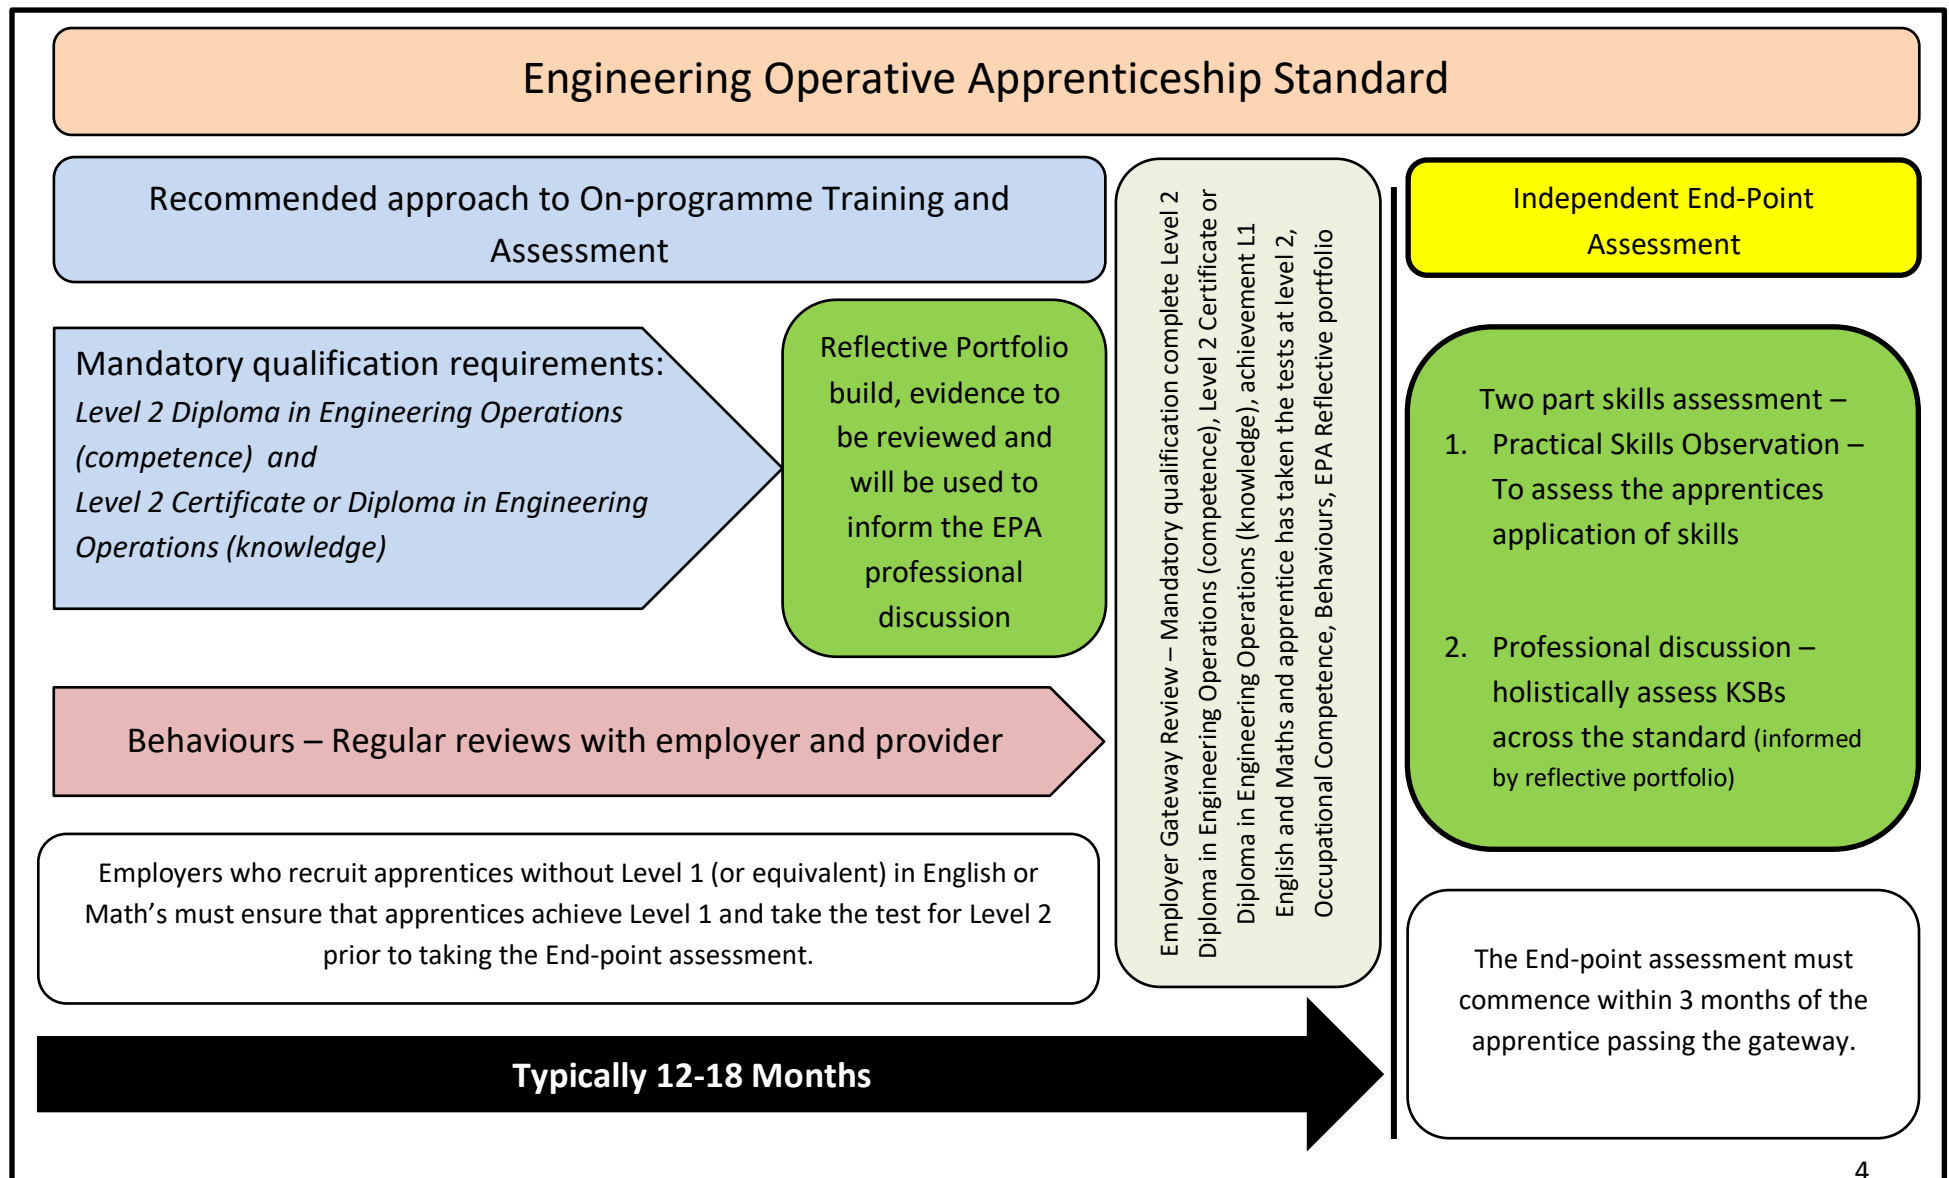 Engineering Operative Apprenticeship Standard
Recommended approach to On-programme Training and
Assessment
Mandatory qualification requirements:
Level 2 Diploma in Engineering Operations
(competence)  and
Level 2 Certificate or Diploma in Engineering
Operations (knowledge)
Reflective Portfolio
build, evidence to
be reviewed and
will be used to
inform the EPA
professional
discussion
Behaviours – Regular reviews with employer and provider
Employers who recruit apprentices without Level 1 (or equivalent) in English or
Math’s must ensure that apprentices achieve Level 1 and take the test for Level 2
prior to taking the End-point assessment.
Typically 12-18 Months
Employer Gateway Review – Mandatory qualification complete Level 2
Diploma in Engineering Operations (competence), Level 2 Certificate or
Diploma in Engineering Operations (knowledge), achievement L1
English and Maths and apprentice has taken the tests at level 2,
Occupational Competence, Behaviours, EPA Reflective portfolio
Independent End-Point
Assessment
Two part skills assessment –
1. Practical Skills Observation –
To assess the apprentices
application of skills
2. Professional discussion –
holistically assess KSBs
across the standard (informed
by reflective portfolio)
The End-point assessment must
commence within 3 months of the
apprentice passing the gateway.
4